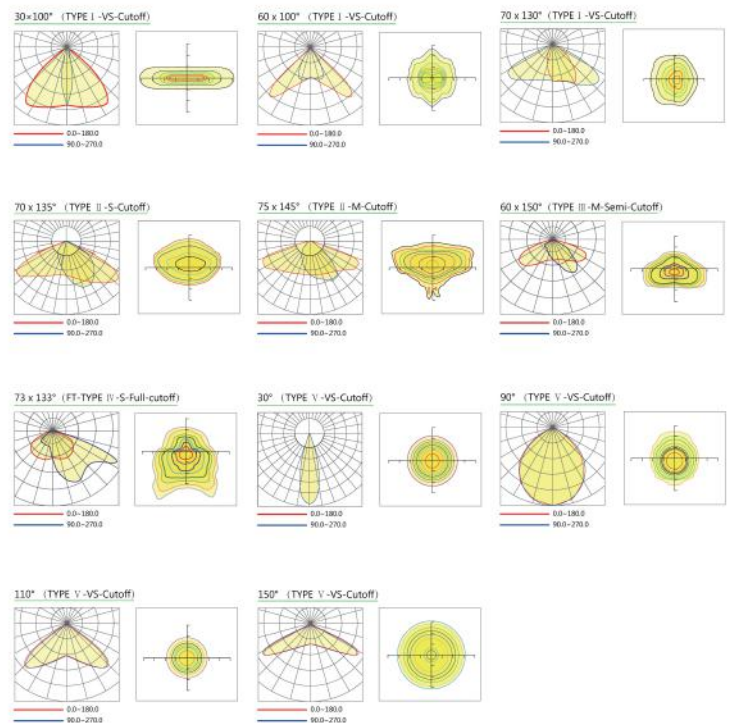 30×100° (TYPE Ⅰ-VS-Cutoff)
0.0-180.0
90.0-270.0
60 x 100° (TYPE Ⅰ-VS-Cutoff)
0.0-180.0
90.0-270.0
70 x 130° (TYPE Ⅰ-VS-Cutoff)
0.0-180.0
90.0-270.0
70 x 135° (TYPE Ⅱ-S-Cutoff)
0.0-180.0
90.0-270.0
75 x 145° (TYPE Ⅱ-M-Cutoff)
0.0-180.0
90.0-270.0
60 x 150° (TYPE Ⅲ-M-Semi-Cutoff)
0.0-180.0
90.0-270.0
73 x 133° (FT-TYPE Ⅳ-S-Full-cutoff)
0.0-180.0
90.0-270.0
30° (TYPE Ⅴ-VS-Cutoff)
0.0-180.0
90.0-270.0
90° (TYPE Ⅴ-VS-Cutoff)
0.0-180.0
90.0-270.0
110° (TYPE Ⅴ-VS-Cutoff)
0.0-180.0
90.0-270.0
150° (TYPE Ⅴ-VS-Cutoff)
0.0-180.0
90.0-270.0